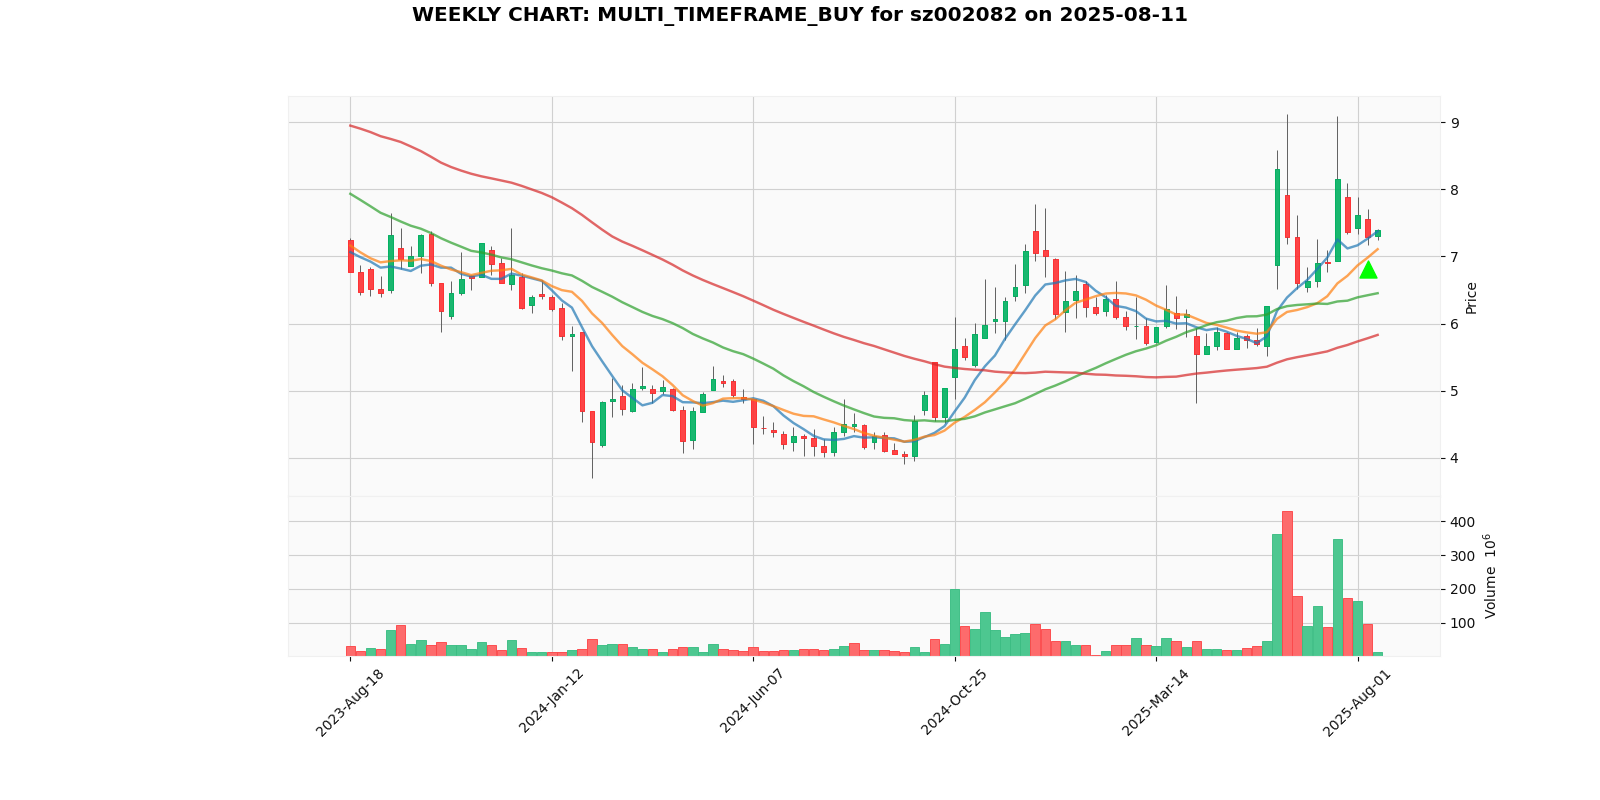 WEEKLY CHART: MULTI_TIMEFRAME_BUY for sz002082 on 2025-08-11
9
8
7
6
5
4
Price
400
300
200
100
Volume 10^6
2023-Aug-18
2024-Jan-12
2024-Jun-07
2024-Oct-25
2025-Mar-14
2025-Aug-01